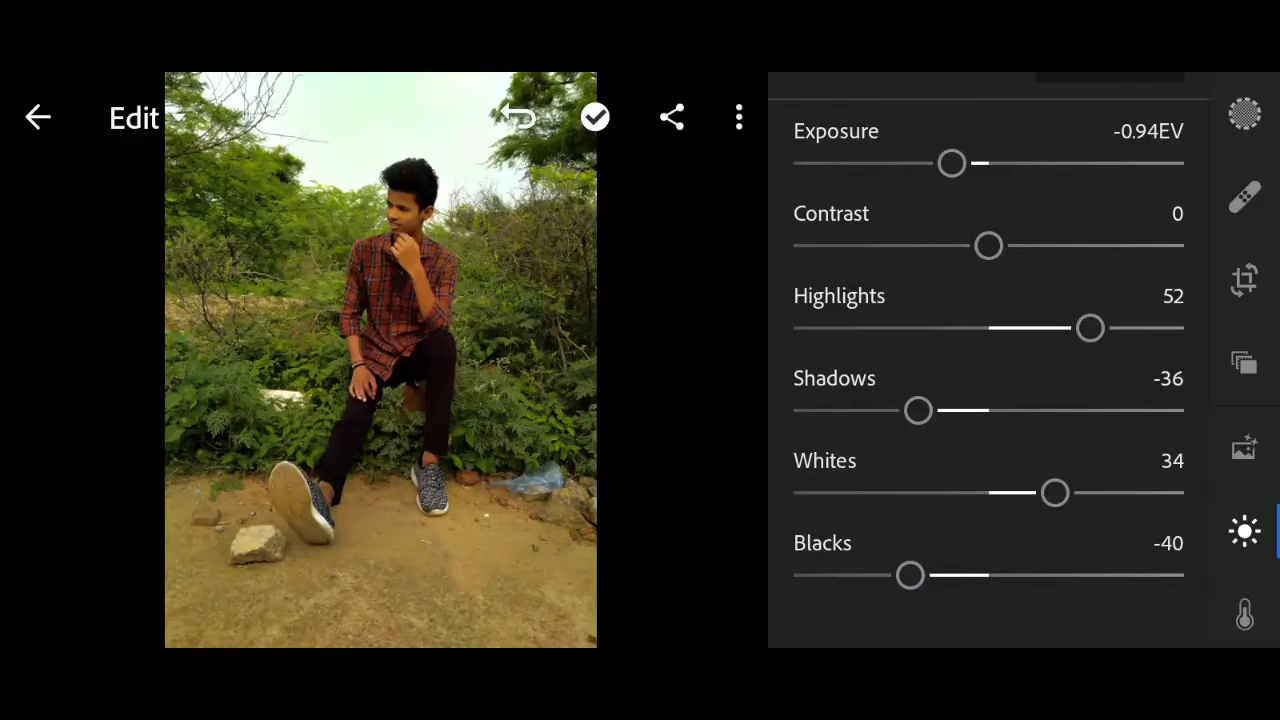 Edit
Exposure -0.94EV
Contrast 0
Highlights 52
Shadows -36
Whites 34
Blacks -40